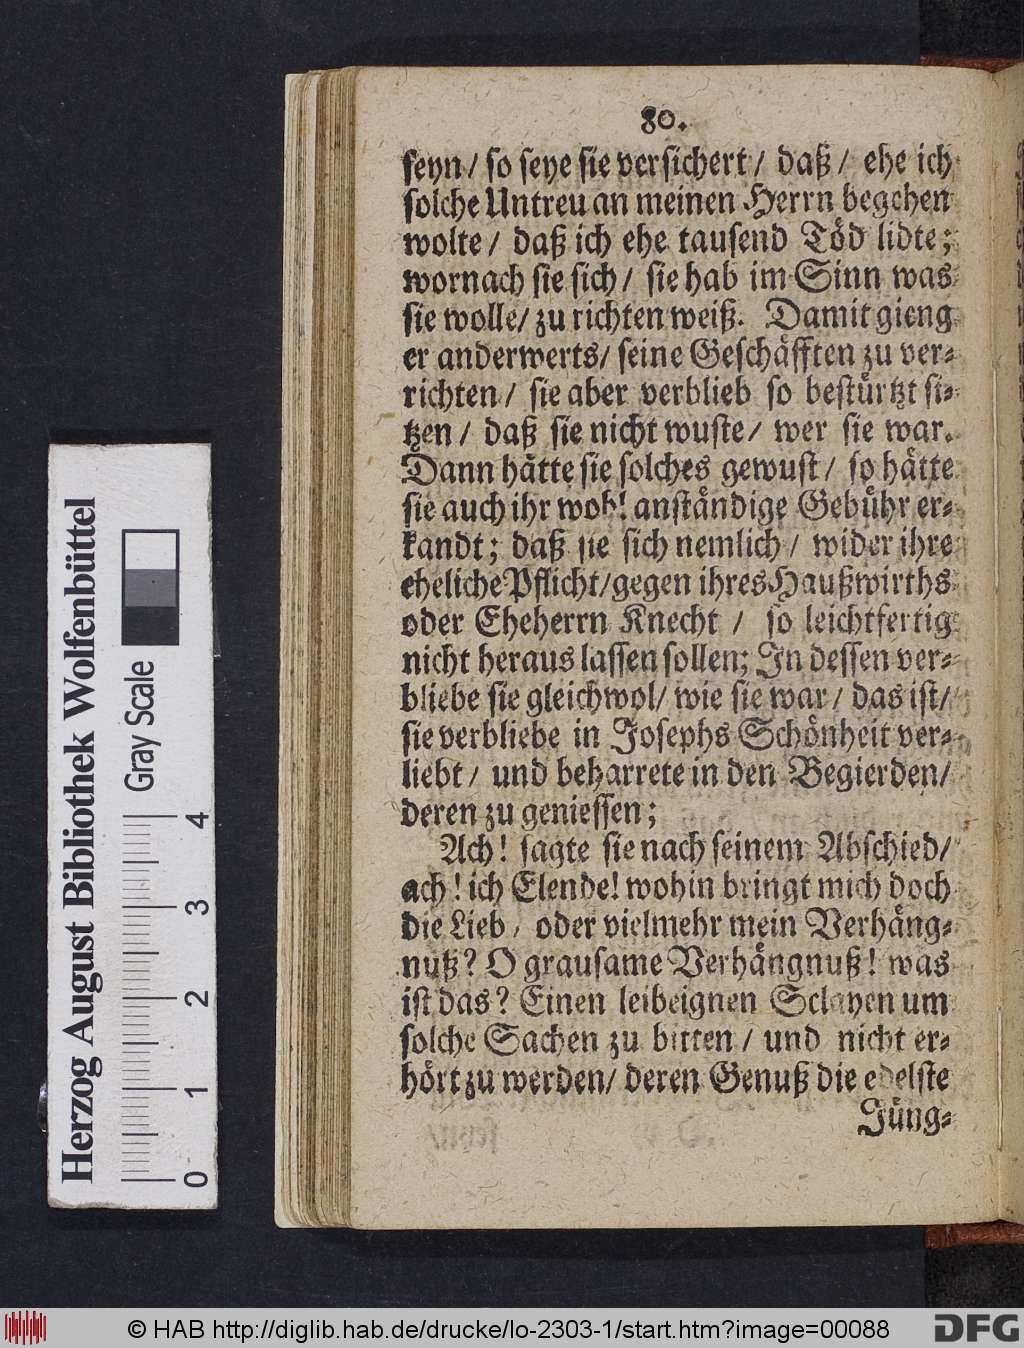 80.
seyn/ so seye sie versichert/ daß/ ehe ich
solche Untreu an meinen Herrn begehen
wolte/ daß ich ehe tausend Töd lidte;
wornach sie sich/ sie hab im Sinn was
sie wolle/ zu richten weiß. Damit gieng
er anderwerts/ seine Geschäfften zu ver-
richten/ sie aber verblieb so bestürtzt si-
tzen/ daß sie nicht wuste/ wer sie war.
Dann hätte sie solches gewust/ so hätte
sie auch ihr wohl anständige Gebühr er-
kandt; daß sie sich nemlich/ wider ihre
eheliche Pflicht/ gegen ihres Haußwirths
oder Eheherrn Knecht/ so leichtfertig
nicht heraus lassen sollen; In dessen ver-
bliebe sie gleichwol/ wie sie war/ das ist/
sie verbliebe in Josephs Schönheit ver-
liebt/ und beharrete in den Begierden/
deren zu geniessen;
Ach! sagte sie nach seinem Abschied/
ach! ich Elende! wohin bringt mich doch
die Lieb/ oder vielmehr mein Verhäng-
nuß? O grausame Verhängnuß! was
ist das? Einen leibeignen Sclaven um
solche Sachen zu bitten/ und nicht er-
hört zu werden/ deren Genuß die edelste
Jüng-
Herzog August Bibliothek Wolfenbüttel
Gray Scale
0 1 2 3 4
© HAB http://diglib.hab.de/drucke/lo-2303-1/start.htm?image=00088
DFG